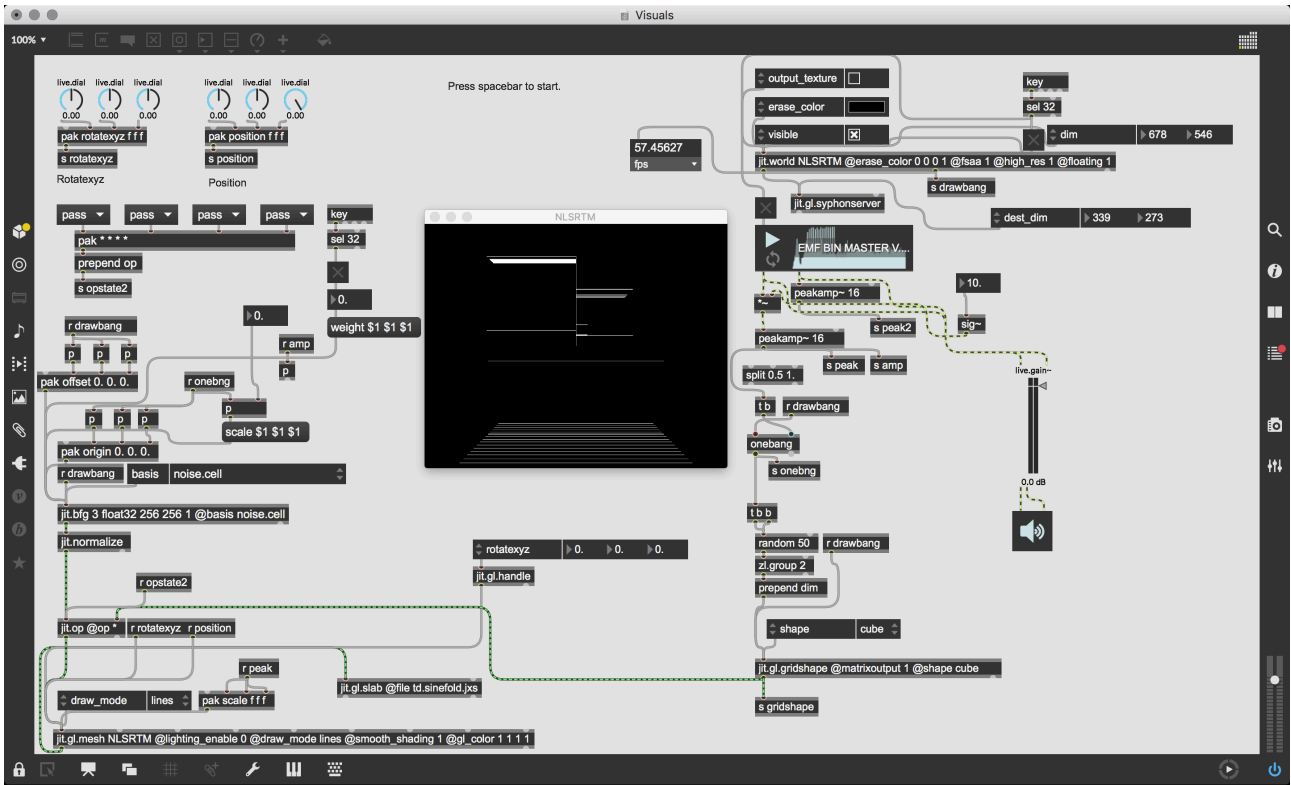 Visuals
100%
live.dial live.dial live.dial
0.00 0.00 0.00
pak rotatexyz f f f
s rotatexyz
Rotatexyz
live.dial live.dial live.dial
0.00 0.00 0.00
pak position f f f
s position
Position
Press spacebar to start.
57.45627
fps
output_texture
erase_color
visible
key
sel 32
dim 678 546
jit.world NLSRTM @erase_color 0 0 0 1 @fsaa 1 @high_res 1 @floating 1
s drawbang
jit.gl.syphonserver
dest_dim 339 273
pass pass pass pass
pak * * * *
prepend op
s opstate2
key
sel 32
0.
weight $1 $1 $1
NLSRTM
EMF BIN MASTER V....
peakamp~ 16
10.
*~
s peak2
sig~
peakamp~ 16
s peak
s amp
live.gain~
0.0 dB
split 0.5 1.
t b
r drawbang
onebang
s onebng
t b b
random 50
r drawbang
zl.group 2
prepend dim
shape cube
jit.gl.gridshape @matrixoutput 1 @shape cube
s gridshape
r drawbang
p p p
pak offset 0. 0. 0.
0.
r amp
p
r onebng
p
scale $1 $1 $1
p p p
pak origin 0. 0. 0.
r drawbang
basis noise.cell
jit.bfg 3 float32 256 256 1 @basis noise.cell
jit.normalize
r opstate2
jit.op @op *
r rotatexyz
r position
rotatexyz 0. 0. 0.
jit.gl.handle
r peak
jit.gl.slab @file td.sinefold.jxs
draw_mode lines
pak scale f f f
jit.gl.mesh NLSRTM @lighting_enable 0 @draw_mode lines @smooth_shading 1 @gl_color 1 1 1 1